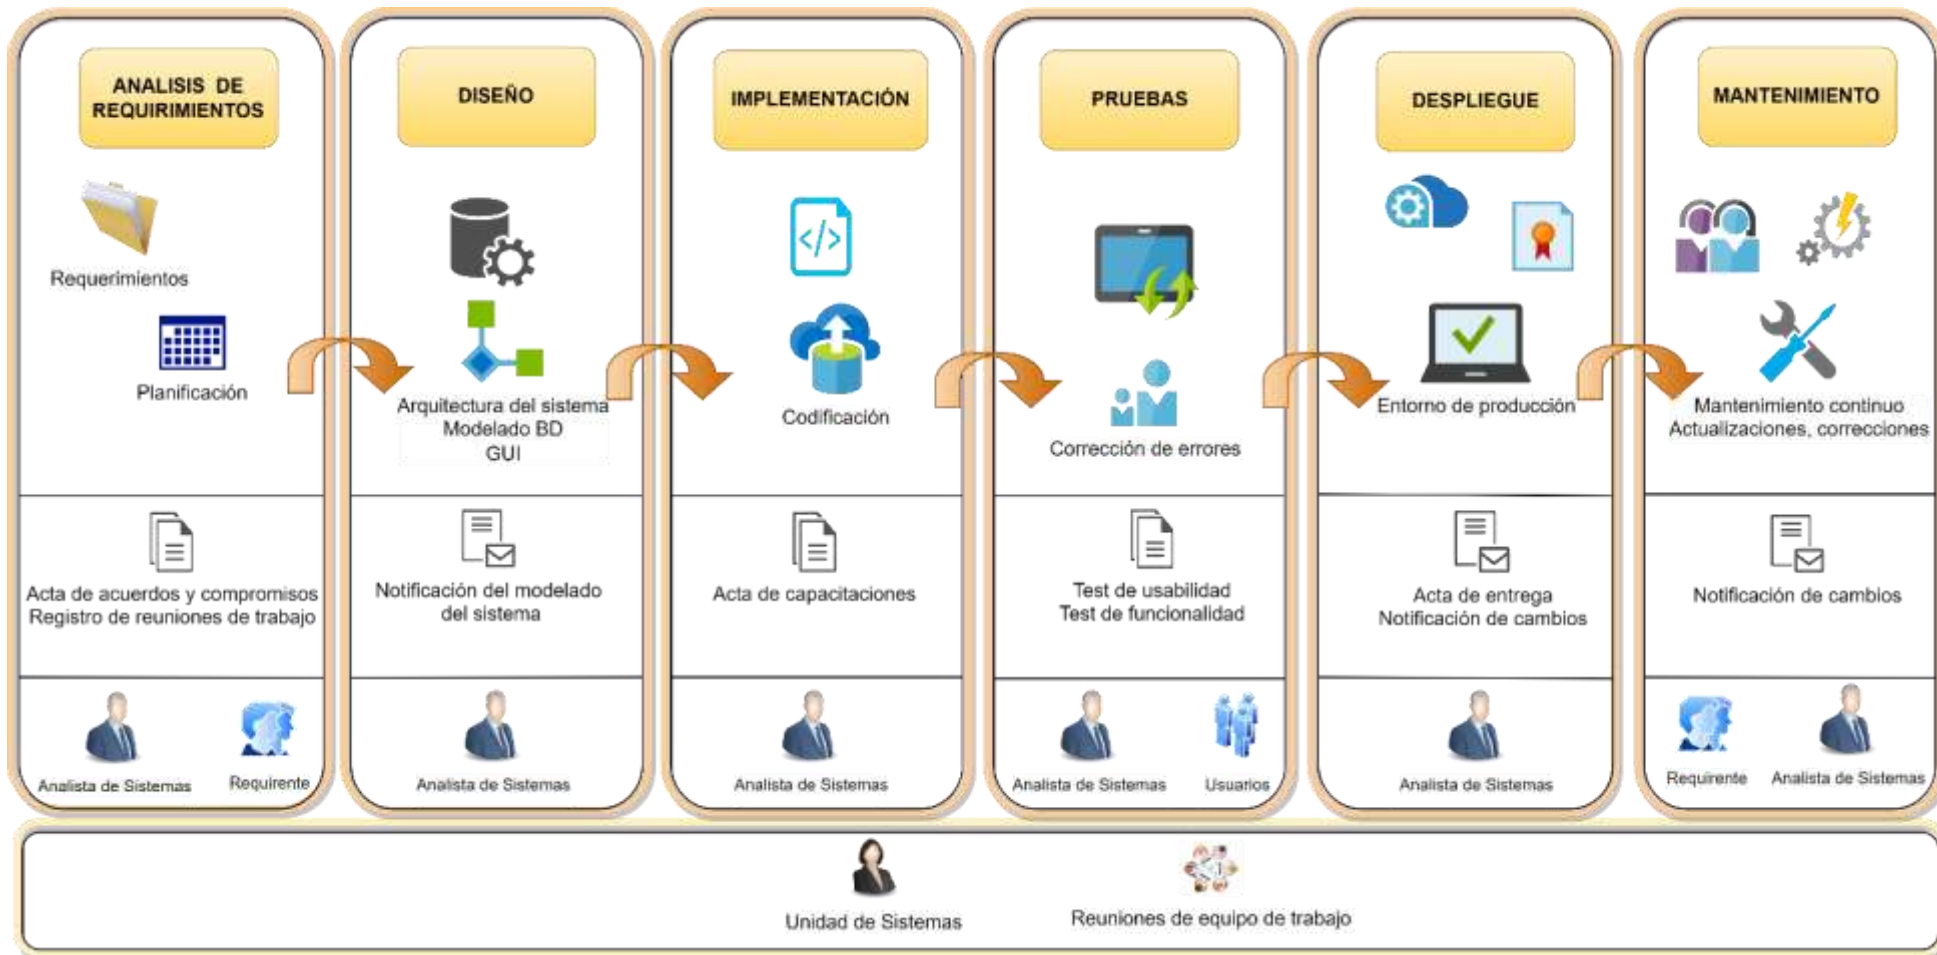 ANALISIS DE
REQUIRIMIENTOS
Requerimientos
Planificación
Acta de acuerdos y compromisos
Registro de reuniones de trabajo
Analista de Sistemas
Requirente
DISEÑO
Arquitectura del sistema
Modelado BD
GUI
Notificación del modelado
del sistema
Analista de Sistemas
IMPLEMENTACIÓN
</>
Codificación
Acta de capacitaciones
Analista de Sistemas
PRUEBAS
Corrección de errores
Test de usabilidad
Test de funcionalidad
Analista de Sistemas
Usuarios
DESPLIEGUE
Entorno de producción
Acta de entrega
Notificación de cambios
Analista de Sistemas
MANTENIMIENTO
Mantenimiento continuo
Actualizaciones, correcciones
Notificación de cambios
Requirente
Analista de Sistemas
Unidad de Sistemas
Reuniones de equipo de trabajo